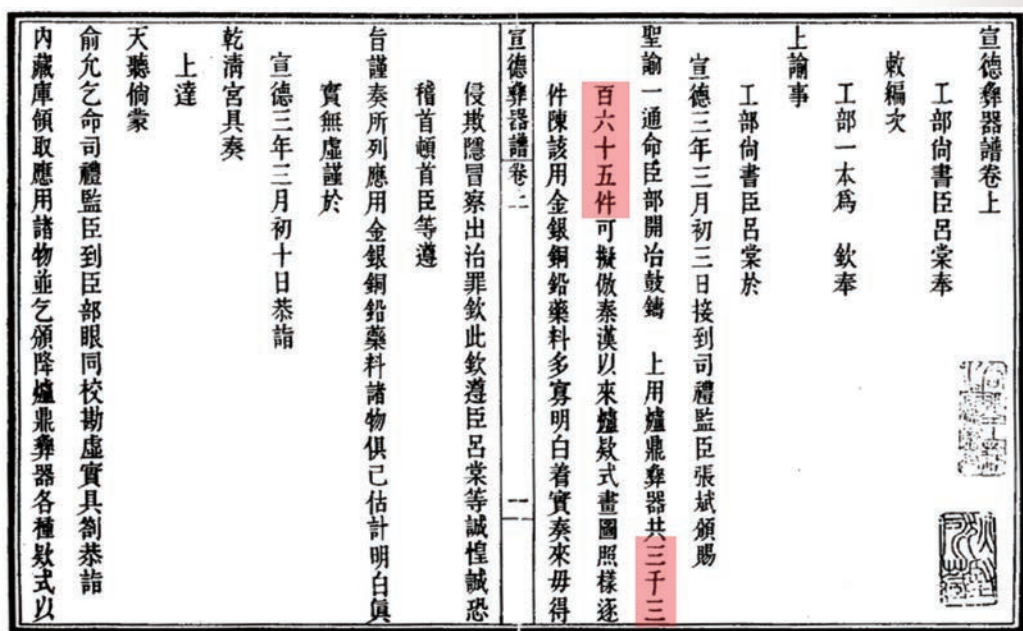 宣德彝器譜卷上
工部尙書臣呂棠奉
敕編次
工部一本爲 欽奉
上諭事
工部尙書臣呂棠於
宣德三年三月初三日接到司禮監臣張斌頒賜
聖諭一通命臣部開冶鼓鑄 上用爐鼎彝器共三千三
百六十五件可擬倣秦漢以來爐欵式畫圖照樣逐
件陳該用金銀銅鉛藥料多寡明白着實奏來毋得
宣德彝器譜 卷上 一
侵欺隱冒察出治罪欽此欽遵臣呂棠等誠惶誠恐
稽首頓首臣等遵
旨謹奏所列應用金銀銅鉛藥料諸物俱已估計明白眞
實無虛謹於
宣德三年三月初十日恭詣
乾淸宮具奏
上達
天聽倘蒙
俞允乞命司禮監臣到臣部眼同校勘虛實具劄恭詣
內藏庫領取應用諸物並乞頒降爐鼎彝器各種欵式以